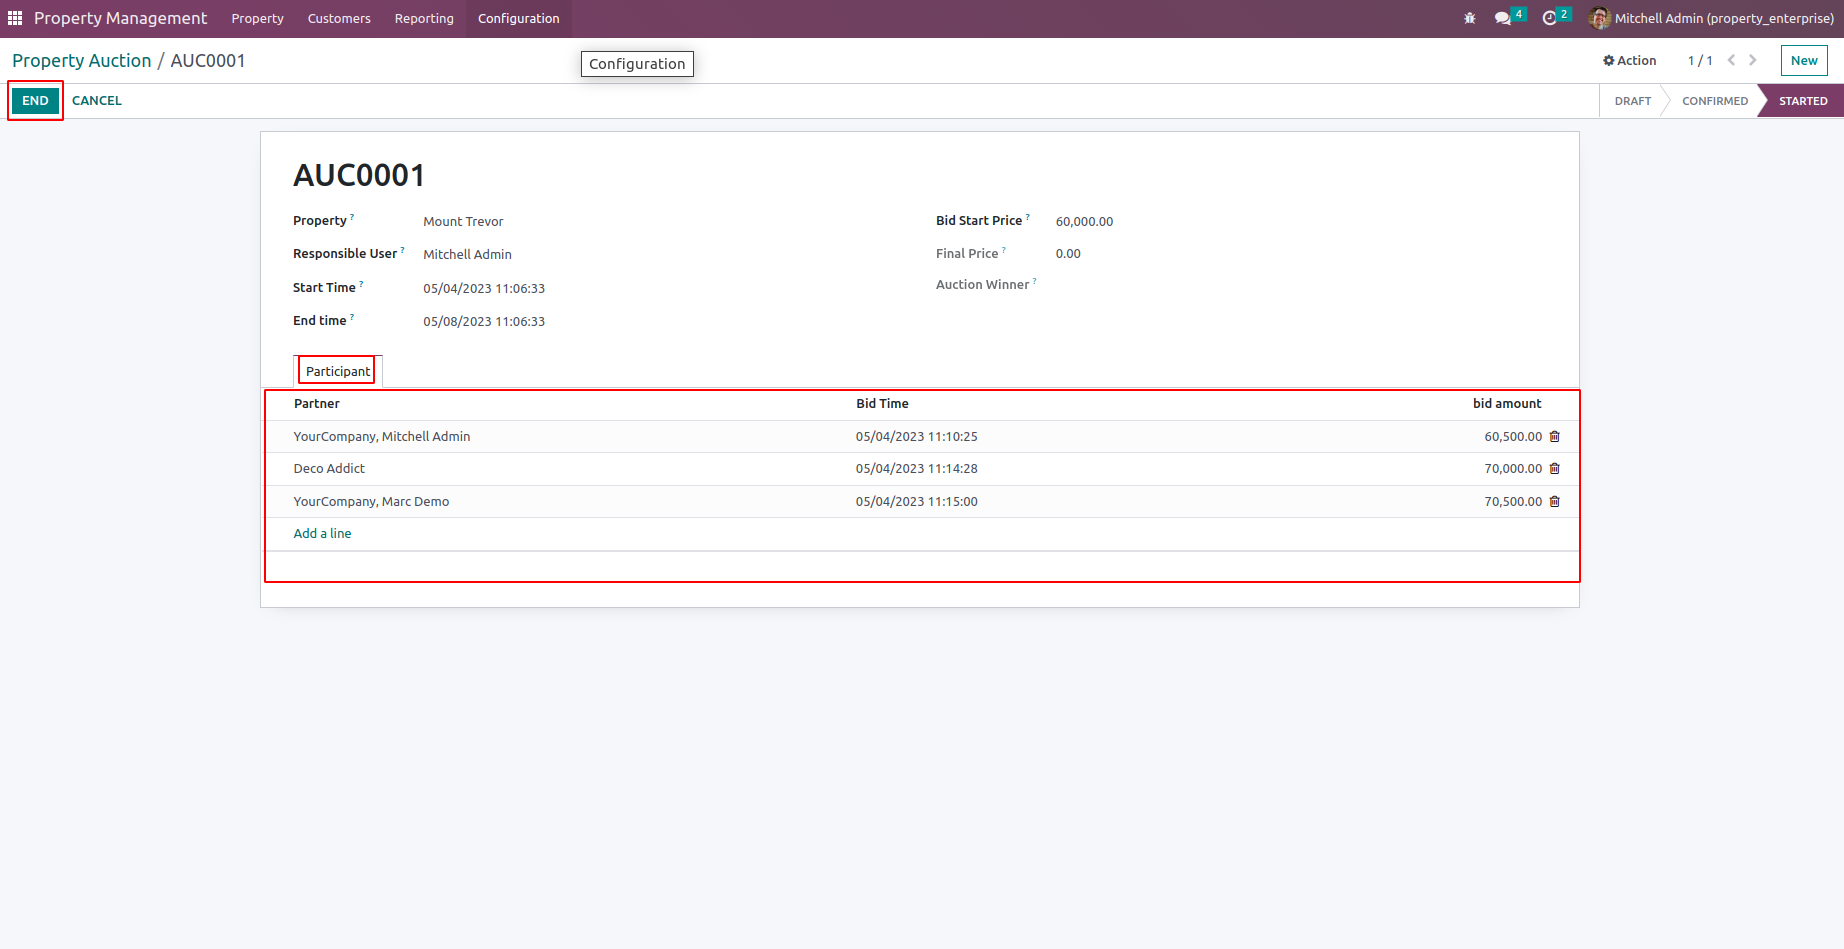 Property Management Property Customers Reporting Configuration 4 2 Mitchell Admin (property_enterprise)
Property Auction / AUC0001 Configuration Action 1 / 1 New
END CANCEL DRAFT CONFIRMED STARTED
AUC0001
Property ? Mount Trevor Bid Start Price ? 60,000.00
Responsible User ? Mitchell Admin Final Price ? 0.00
Start Time ? 05/04/2023 11:06:33 Auction Winner ?
End time ? 05/08/2023 11:06:33
Participant
Partner Bid Time bid amount
YourCompany, Mitchell Admin 05/04/2023 11:10:25 60,500.00
Deco Addict 05/04/2023 11:14:28 70,000.00
YourCompany, Marc Demo 05/04/2023 11:15:00 70,500.00
Add a line